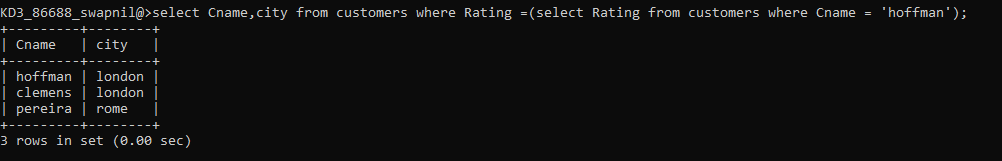 KD3_86688_swapnil@>select Cname,city from customers where Rating =(select Rating from customers where Cname = 'hoffman');
+---------+--------+
| Cname   | city   |
+---------+--------+
| hoffman | london |
| clemens | london |
| pereira | rome   |
+---------+--------+
3 rows in set (0.00 sec)